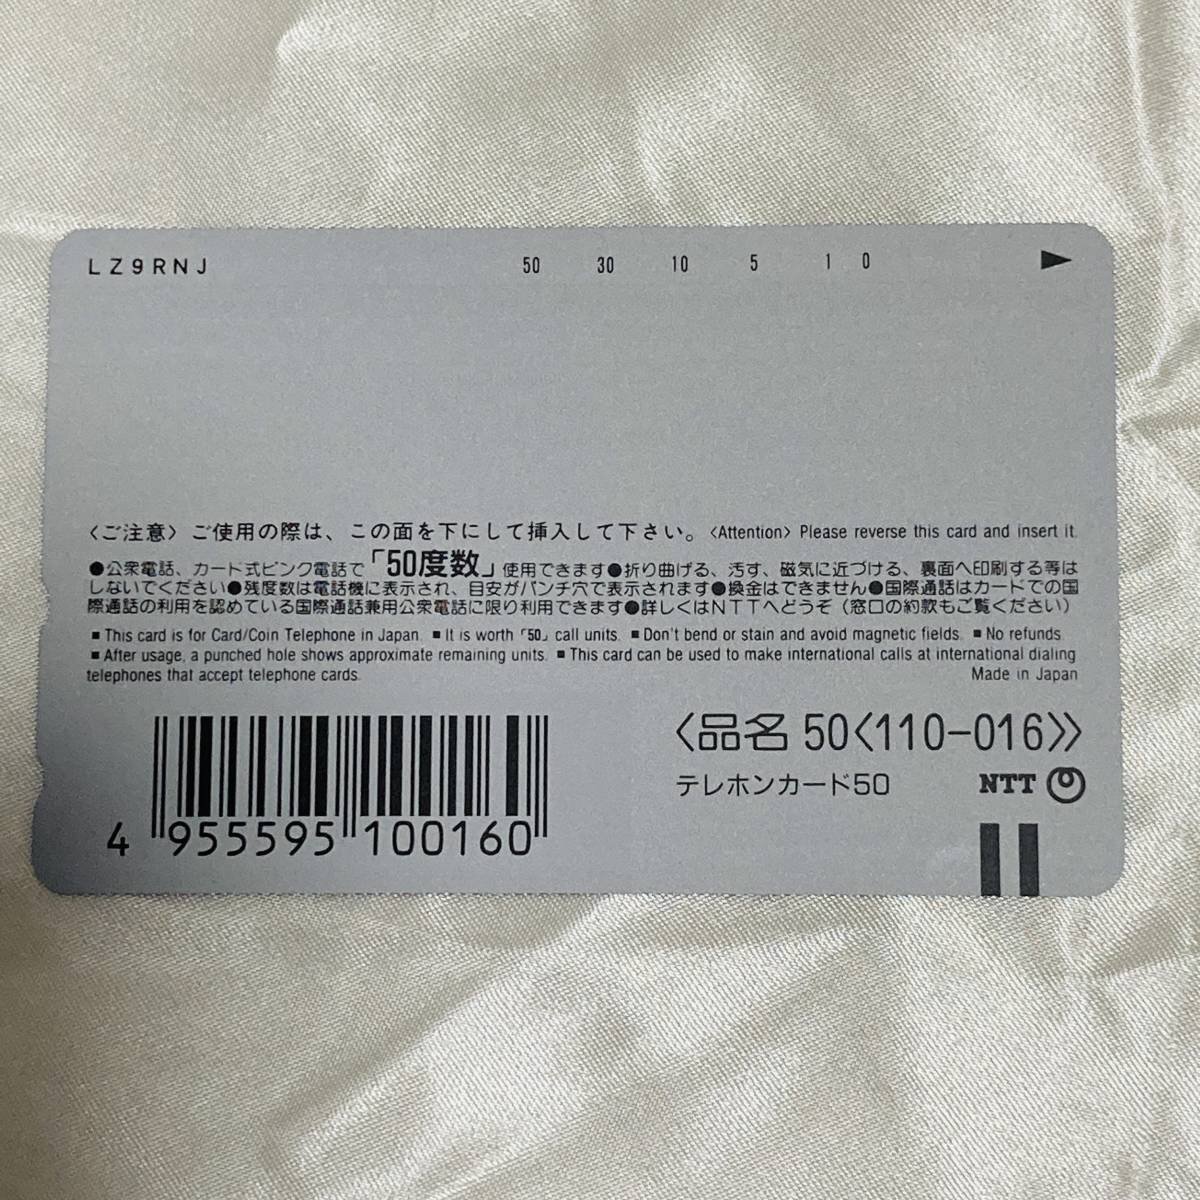 LZ9RNJ 50 30 10 5 1 0 ▶
〈ご注意〉ご使用の際は、この面を下にして挿入して下さい。〈Attention〉Please reverse this card and insert it.
●公衆電話、カード式ピンク電話で「50度数」使用できます●折り曲げる、汚す、磁気に近づける、裏面へ印刷する等は
しないでください●残度数は電話機に表示され、目安がパンチ穴で表示されます●換金はできません●国際通話はカードでの国
際通話の利用を認めている国際通話兼用公衆電話に限り利用できます●詳しくはNTTへどうぞ（窓口の約款もご覧ください）
■This card is for Card/Coin Telephone in Japan. ■It is worth「50」call units. ■Don't bend or stain and avoid magnetic fields. ■No refunds.
■After usage, a punched hole shows approximate remaining units. ■This card can be used to make international calls at international dialing
telephones that accept telephone cards. Made in Japan
〈品名 50〈110-016〉〉
テレホンカード50 NTT
4 955595 100160